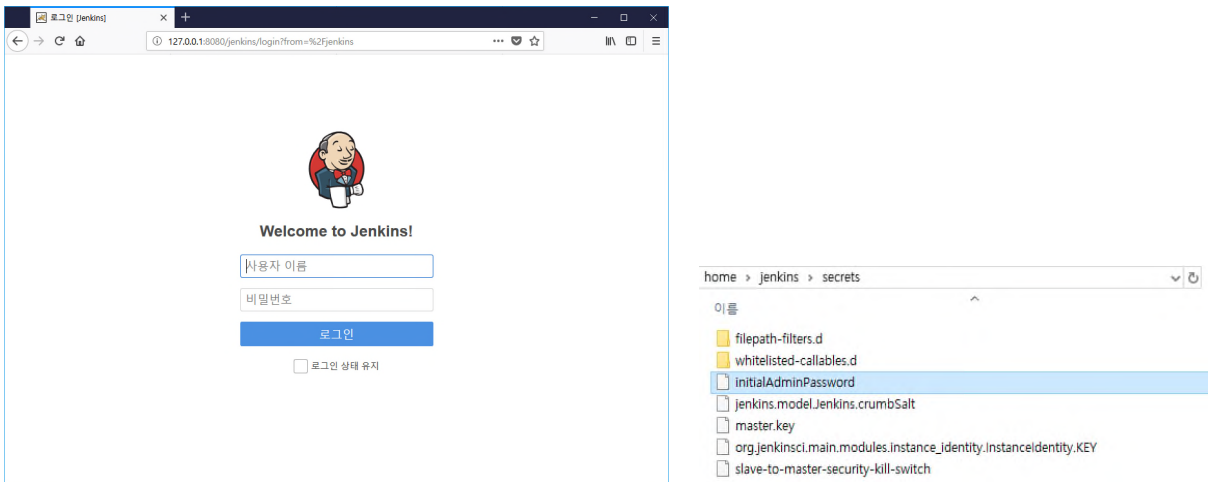 로그인 [Jenkins]
127.0.0.1:8080/jenkins/login?from=%2Fjenkins
Welcome to Jenkins!
사용자 이름
비밀번호
로그인
로그인 상태 유지
home > jenkins > secrets
이름
filepath-filters.d
whitelisted-callables.d
initialAdminPassword
jenkins.model.Jenkins.crumbSalt
master.key
org.jenkinsci.main.modules.instance_identity.InstanceIdentity.KEY
slave-to-master-security-kill-switch